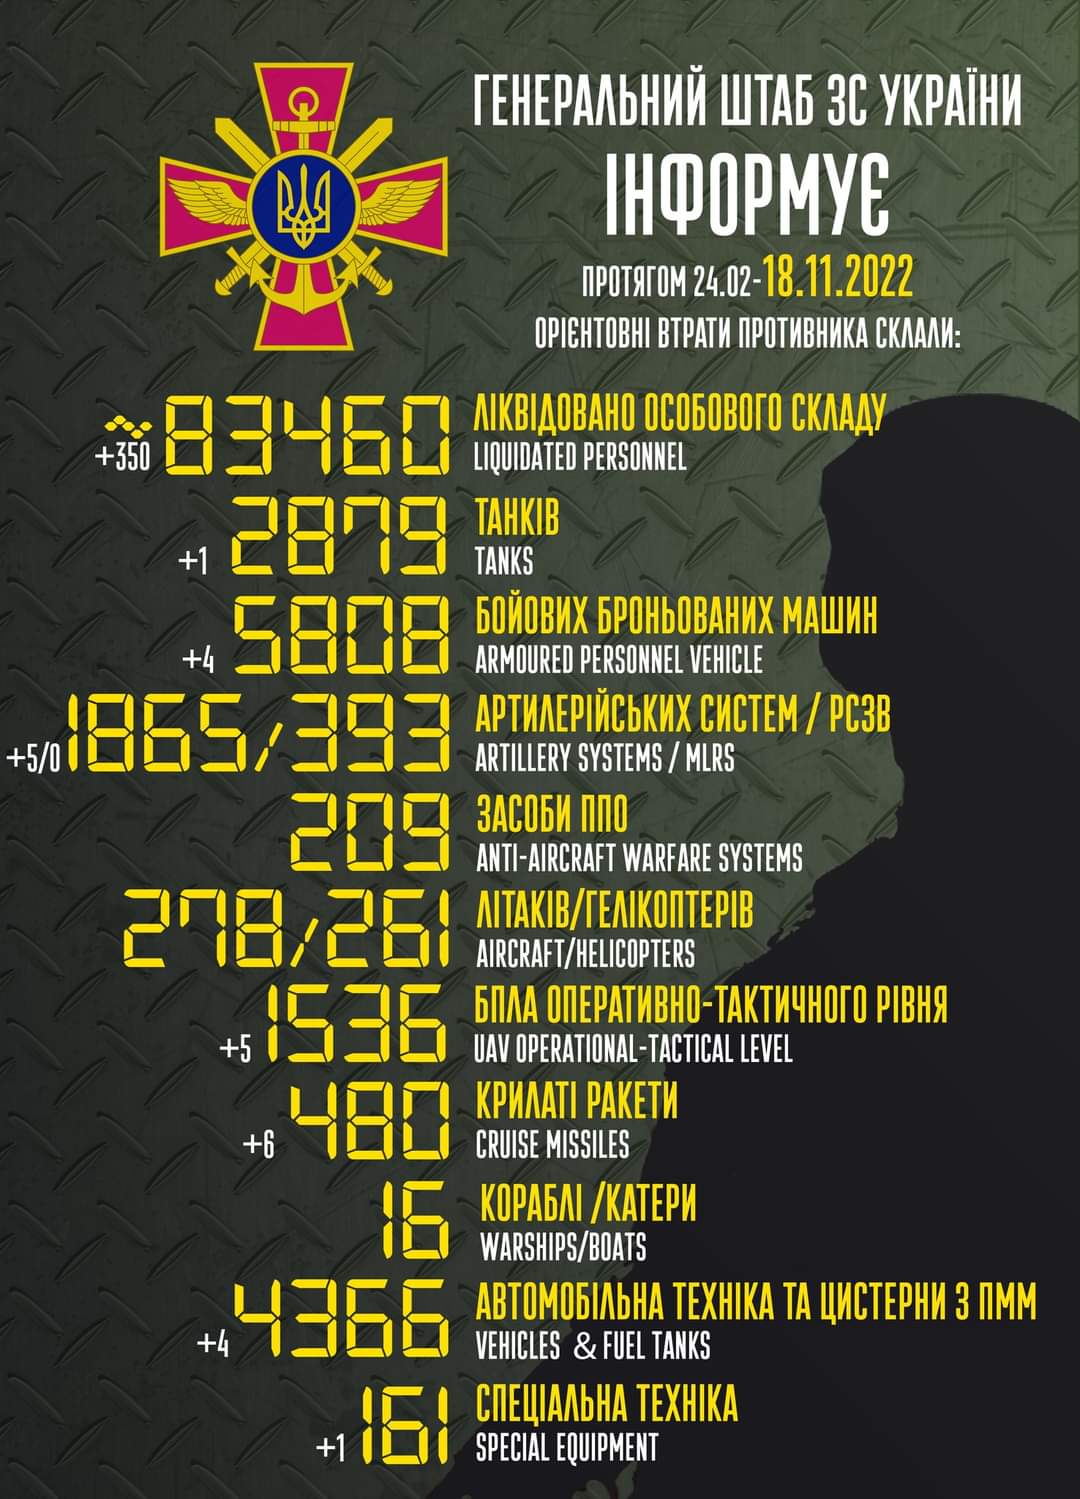 ГЕНЕРАЛЬНИЙ ШТАБ ЗС УКРАЇНИ
ІНФОРМУЄ
ПРОТЯГОМ 24.02-18.11.2022
ОРІЄНТОВНІ ВТРАТИ ПРОТИВНИКА СКЛАЛИ:
~83460 ЛІКВІДОВАНО ОСОБОВОГО СКЛАДУ
+350 LIQUIDATED PERSONNEL
2879 ТАНКІВ
+1 TANKS
5808 БОЙОВИХ БРОНЬОВАНИХ МАШИН
+4 ARMOURED PERSONNEL VEHICLE
1865/393 АРТИЛЕРІЙСЬКИХ СИСТЕМ / РСЗВ
+5/0 ARTILLERY SYSTEMS / MLRS
209 ЗАСОБИ ППО
ANTI-AIRCRAFT WARFARE SYSTEMS
278/261 ЛІТАКІВ/ГЕЛІКОПТЕРІВ
AIRCRAFT/HELICOPTERS
1536 БПЛА ОПЕРАТИВНО-ТАКТИЧНОГО РІВНЯ
+5 UAV OPERATIONAL-TACTICAL LEVEL
480 КРИЛАТІ РАКЕТИ
+6 CRUISE MISSILES
16 КОРАБЛІ /КАТЕРИ
WARSHIPS/BOATS
4366 АВТОМОБІЛЬНА ТЕХНІКА ТА ЦИСТЕРНИ З ПММ
+4 VEHICLES & FUEL TANKS
161 СПЕЦІАЛЬНА ТЕХНІКА
+1 SPECIAL EQUIPMENT